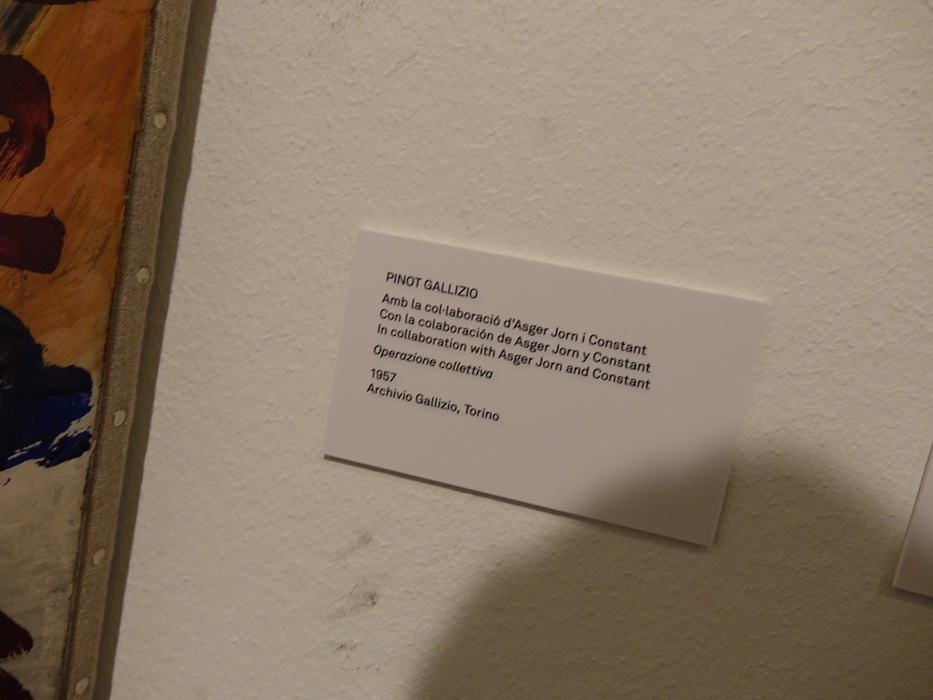 PINOT GALLIZIO
Amb la col·laboració d'Asger Jorn i Constant
Con la colaboración de Asger Jorn y Constant
In collaboration with Asger Jorn and Constant
Operazione collettiva
1957
Archivio Gallizio, Torino